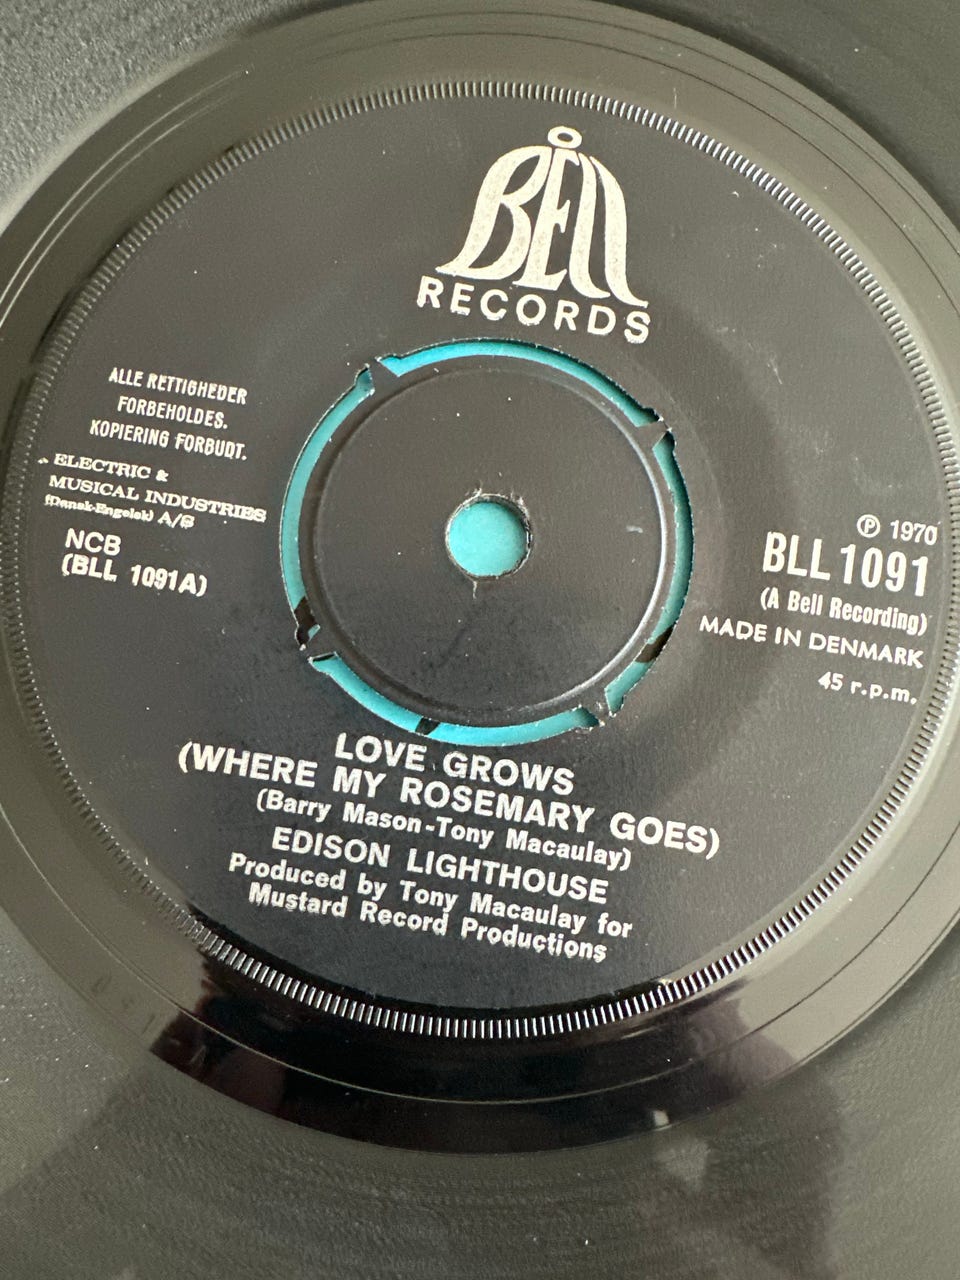 BELL
RECORDS
ALLE RETTIGHEDER
FORBEHOLDES.
KOPIERING FORBUDT.
ELECTRIC &
MUSICAL INDUSTRIES
(Dansk-Engelsk) A/S
NCB
(BLL 1091A)
Ⓟ 1970
BLL 1091
(A Bell Recording)
MADE IN DENMARK
45 r.p.m.
LOVE GROWS
(WHERE MY ROSEMARY GOES)
(Barry Mason-Tony Macaulay)
EDISON LIGHTHOUSE
Produced by Tony Macaulay for
Mustard Record Productions